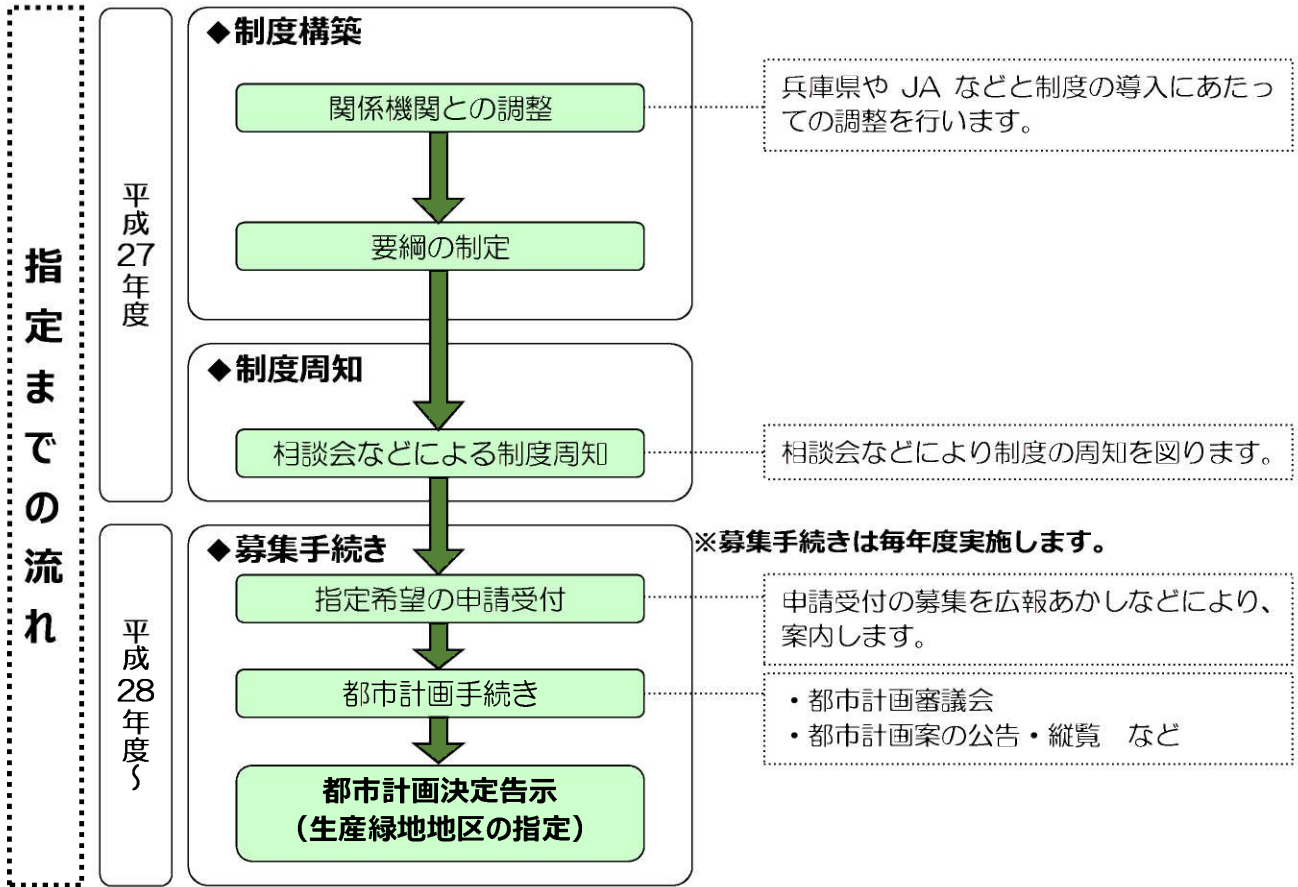 指定までの流れ
平成27年度
◆制度構築
関係機関との調整
兵庫県や JA などと制度の導入にあたっ
ての調整を行います。
要綱の制定
◆制度周知
相談会などによる制度周知
相談会などにより制度の周知を図ります。
平成28年度～
◆募集手続き
※募集手続きは毎年度実施します。
指定希望の申請受付
申請受付の募集を広報あかしなどにより、
案内します。
都市計画手続き
・都市計画審議会
・都市計画案の公告・縦覧　など
都市計画決定告示
（生産緑地地区の指定）